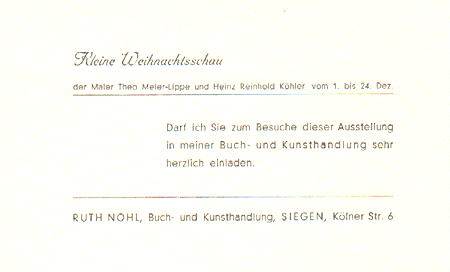 Kleine Weihnachtsschau
der Maler Theo Meier-Lippe und Heinz Reinhold Köhler vom 1. bis 24. Dez.
Darf ich Sie zum Besuche dieser Ausstellung
in meiner Buch- und Kunsthandlung sehr
herzlich einladen.
RUTH NOHL, Buch- und Kunsthandlung, SIEGEN, Kölner Str. 6